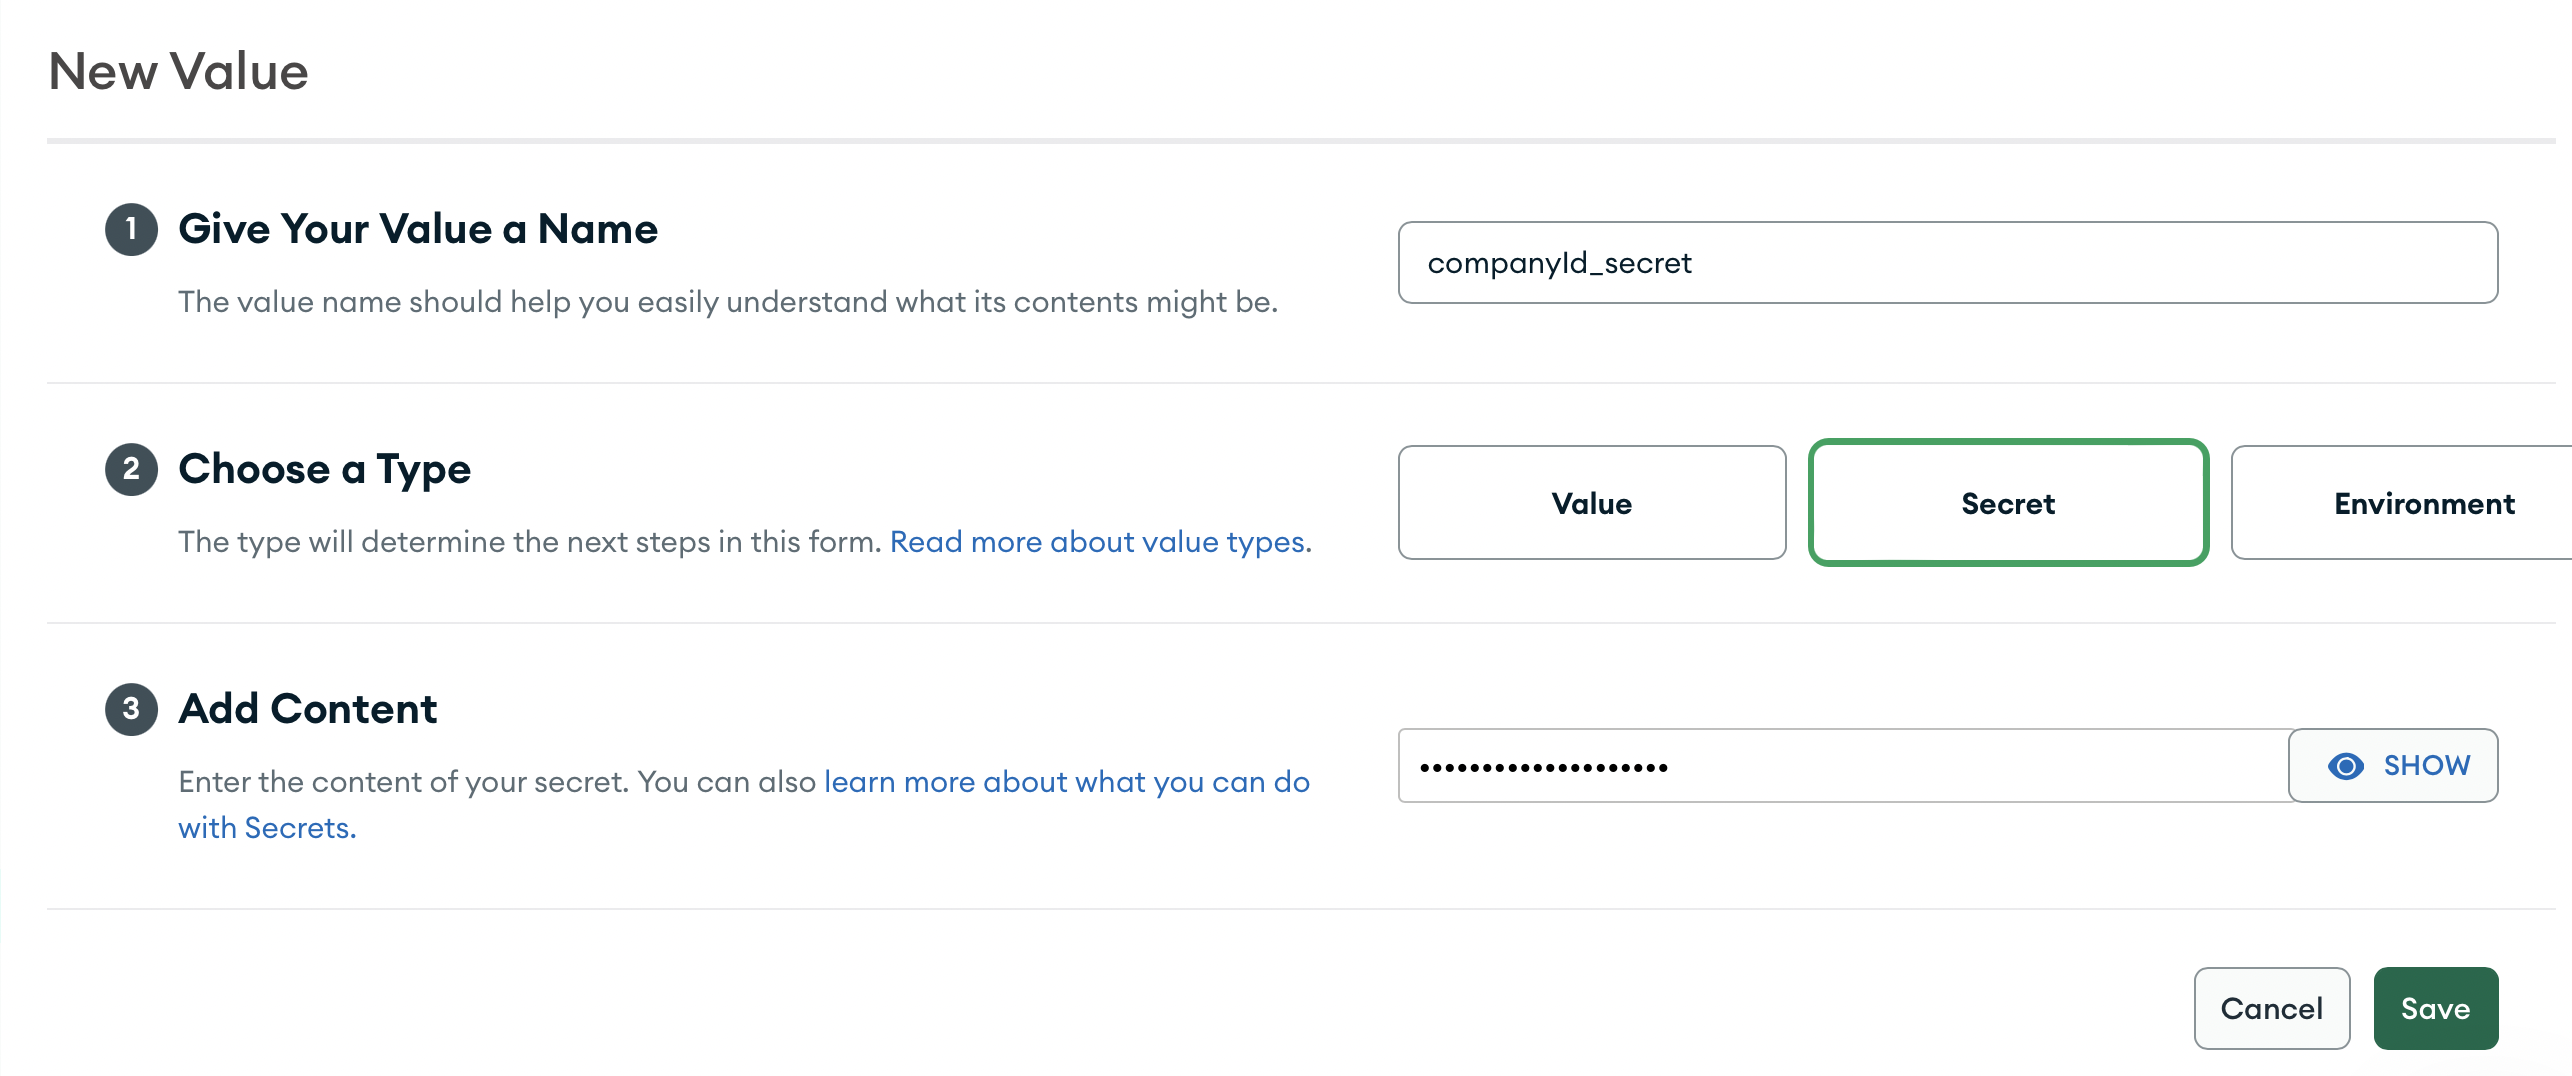 New Value
1 Give Your Value a Name
The value name should help you easily understand what its contents might be.
companyId_secret
2 Choose a Type
The type will determine the next steps in this form. Read more about value types.
Value Secret Environment
3 Add Content
Enter the content of your secret. You can also learn more about what you can do
with Secrets.
•••••••••••••••••••• SHOW
Cancel Save